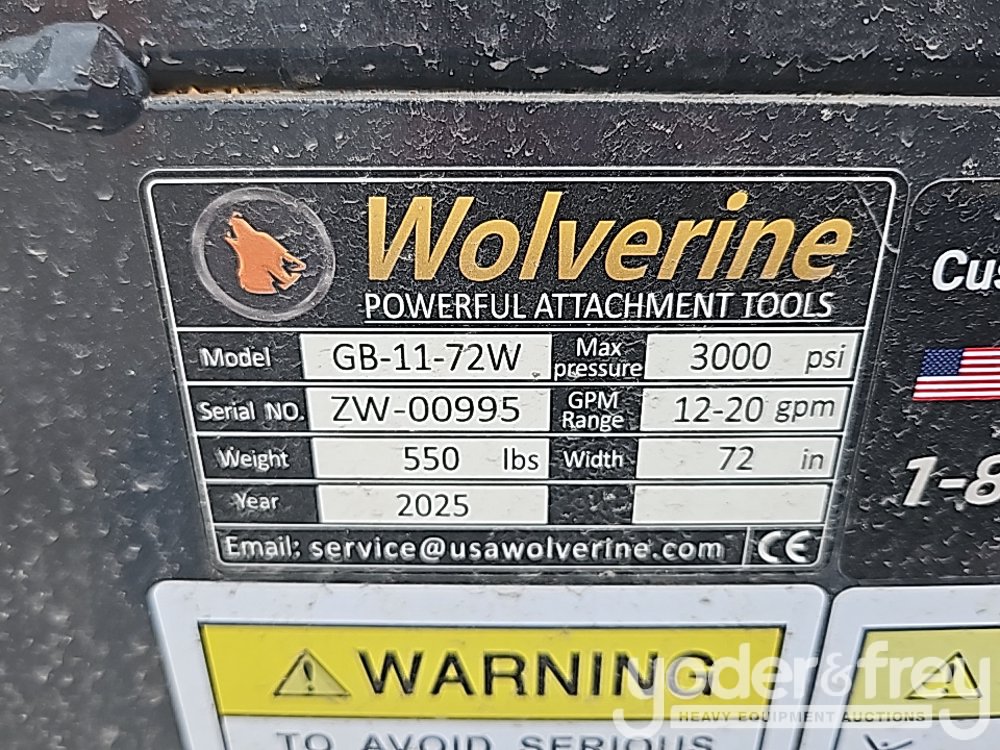 Wolverine
POWERFUL ATTACHMENT TOOLS
Model GB-11-72W Max pressure 3000 psi
Serial NO. ZW-00995 GPM Range 12-20 gpm
Weight 550 lbs Width 72 in
Year 2025
Email: service@usawolverine.com CE
WARNING
TO AVOID SERIOUS
1-8
yoder&frey
HEAVY EQUIPMENT AUCTIONS